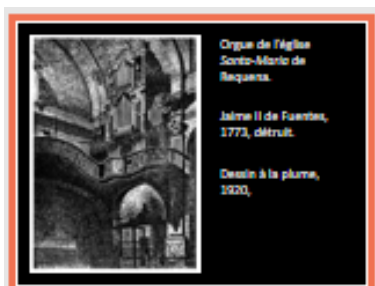 Orgue de l'église
Santa-Maria de
Requena.
Jaime II de Fuentes,
1773, détruit.
Dessin à la plume,
1920,